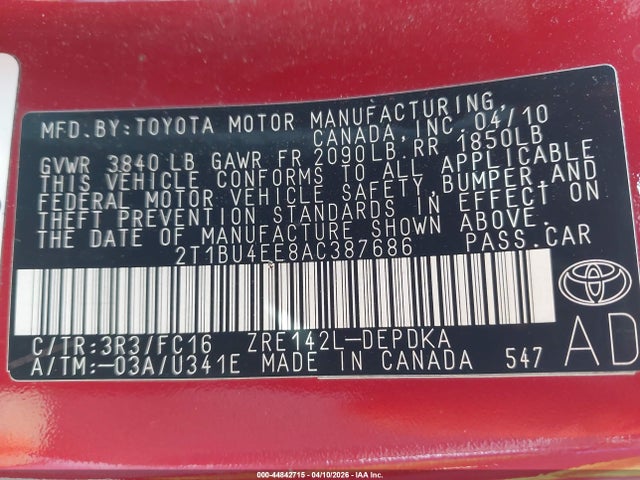 MFD. BY: TOYOTA MOTOR MANUFACTURING,
CANADA, INC. 04/10
GVWR 3840 LB GAWR FR 2090LB, RR 1850LB
THIS VEHICLE CONFORMS TO ALL APPLICABLE
FEDERAL MOTOR VEHICLE SAFETY, BUMPER, AND
THEFT PREVENTION STANDARDS IN EFFECT ON
THE DATE OF MANUFACTURE SHOWN ABOVE.
2T1BU4EE8AC387686 PASS. CAR
C/TR:3R3/FC16 ZRE142L-DEPDKA
A/TM:-03A/U341E MADE IN CANADA 547
AD
000-44842715 - 04/10/2026 - IAA Inc.